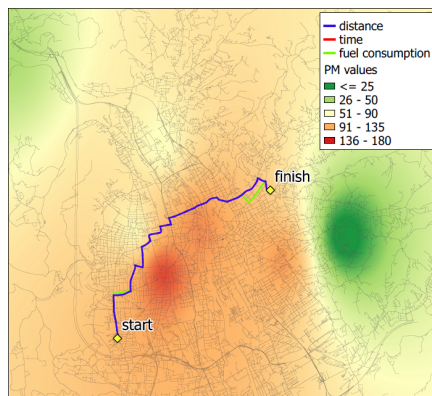 distance
time
fuel consumption
PM values
<= 25
26 - 50
51 - 90
91 - 135
136 - 180
finish
start